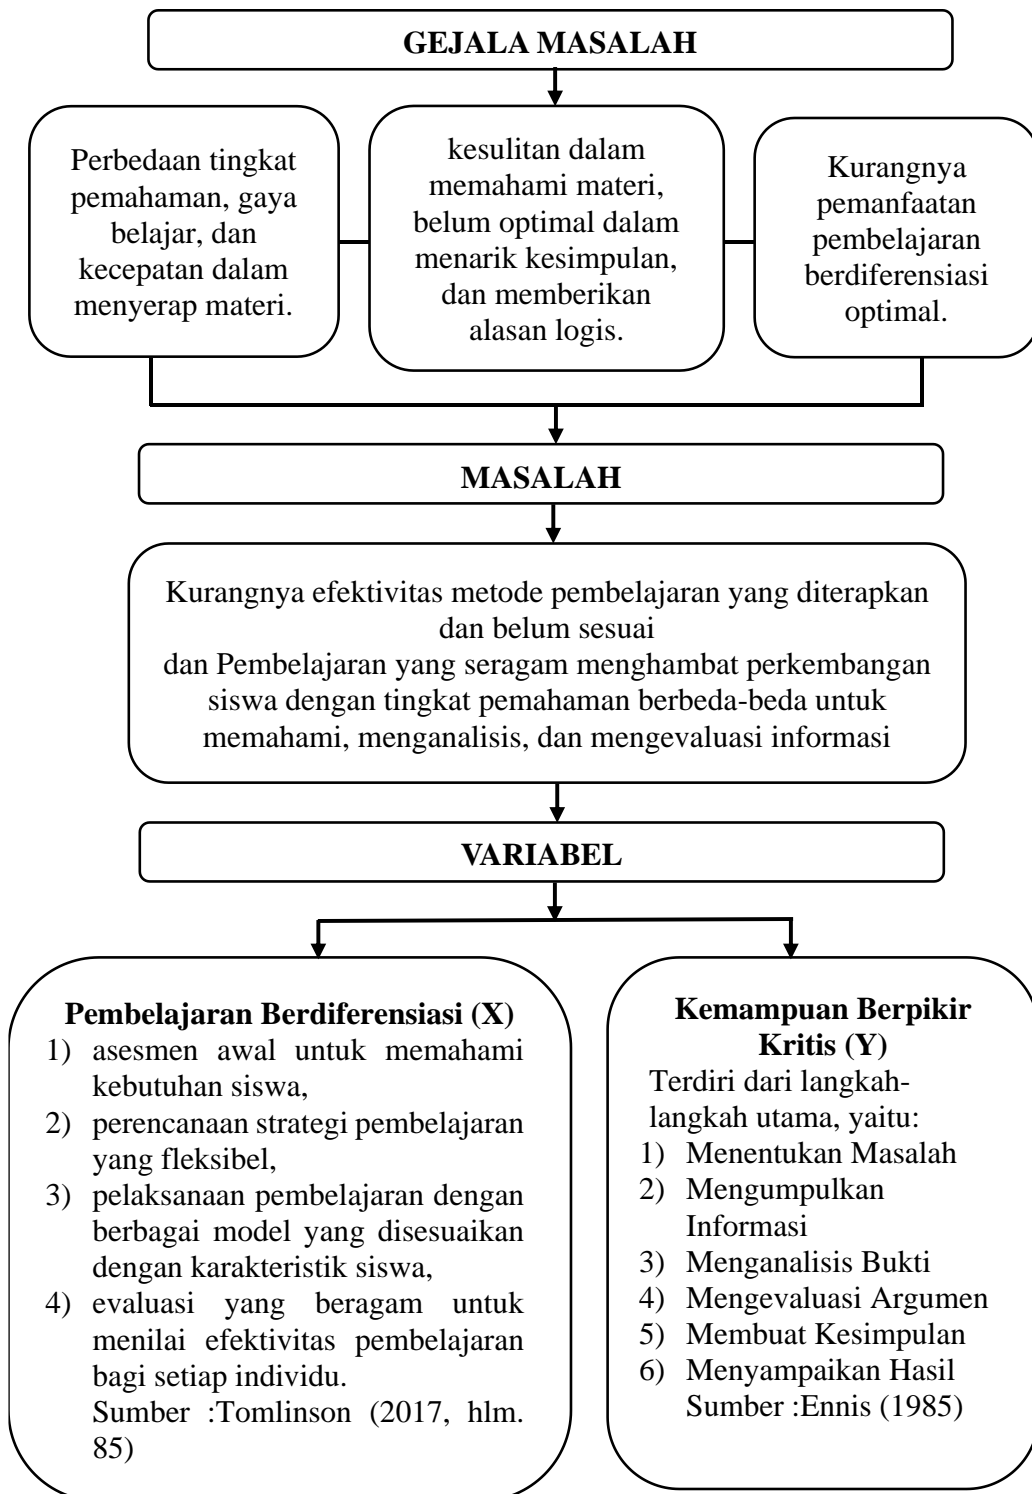 GEJALA MASALAH
Perbedaan tingkat
pemahaman, gaya
belajar, dan
kecepatan dalam
menyerap materi.
kesulitan dalam
memahami materi,
belum optimal dalam
menarik kesimpulan,
dan memberikan
alasan logis.
Kurangnya
pemanfaatan
pembelajaran
berdiferensiasi
optimal.
MASALAH
Kurangnya efektivitas metode pembelajaran yang diterapkan
dan belum sesuai
dan Pembelajaran yang seragam menghambat perkembangan
siswa dengan tingkat pemahaman berbeda-beda untuk
memahami, menganalisis, dan mengevaluasi informasi
VARIABEL
Pembelajaran Berdiferensiasi (X)
1) asesmen awal untuk memahami
kebutuhan siswa,
2) perencanaan strategi pembelajaran
yang fleksibel,
3) pelaksanaan pembelajaran dengan
berbagai model yang disesuaikan
dengan karakteristik siswa,
4) evaluasi yang beragam untuk
menilai efektivitas pembelajaran
bagi setiap individu.
Sumber :Tomlinson (2017, hlm.
85)
Kemampuan Berpikir
Kritis (Y)
Terdiri dari langkah-
langkah utama, yaitu:
1) Menentukan Masalah
2) Mengumpulkan
Informasi
3) Menganalisis Bukti
4) Mengevaluasi Argumen
5) Membuat Kesimpulan
6) Menyampaikan Hasil
Sumber :Ennis (1985)